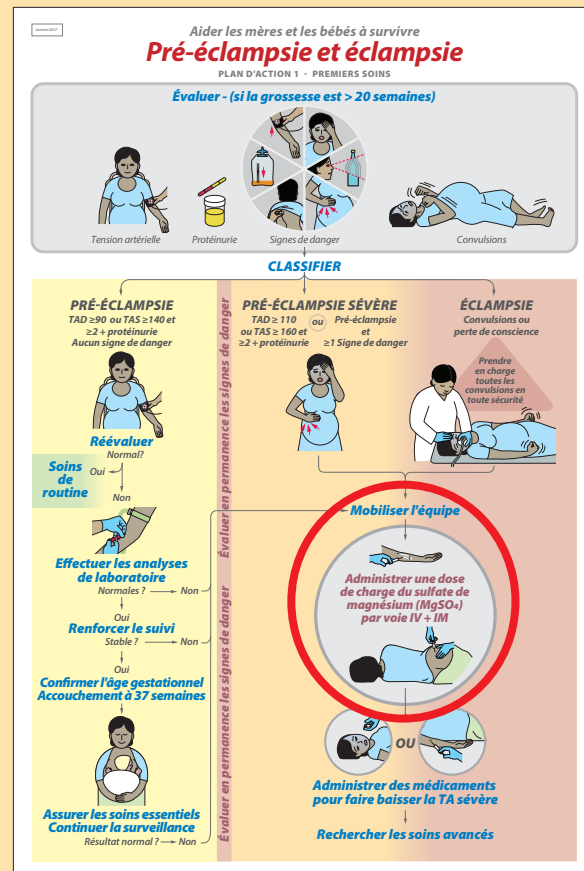 Janvier 2017
Aider les mères et les bébés à survivre
Pré-éclampsie et éclampsie
PLAN D'ACTION 1 - PREMIERS SOINS
Évaluer - (si la grossesse est > 20 semaines)
Tension artérielle
Protéinurie
Signes de danger
Convulsions
CLASSIFIER
PRÉ-ÉCLAMPSIE
TAD ≥90 ou TAS ≥140 et
≥2 + protéinurie
Aucun signe de danger
Réévaluer
Normal?
Oui
Soins
de
routine
Non
Effectuer les analyses
de laboratoire
Normales ?
Non
Oui
Renforcer le suivi
Stable ?
Non
Oui
Confirmer l'âge gestationnel
Accouchement à 37 semaines
Assurer les soins essentiels
Continuer la surveillance
Résultat normal ?
Non
Évaluer en permanence les signes de danger
Évaluer en permanence les signes de danger
PRÉ-ÉCLAMPSIE SÉVÈRE
TAD ≥ 110
ou TAS ≥ 160 et
≥2 + protéinurie
ou
Pré-éclampsie
et
≥1 Signe de danger
ÉCLAMPSIE
Convulsions ou
perte de conscience
Prendre
en charge
toutes les
convulsions en
toute sécurité
Mobiliser l'équipe
Administrer une dose
de charge du sulfate de
magnésium (MgSO₄)
par voie IV + IM
OU
Administrer des médicaments
pour faire baisser la TA sévère
Rechercher les soins avancés